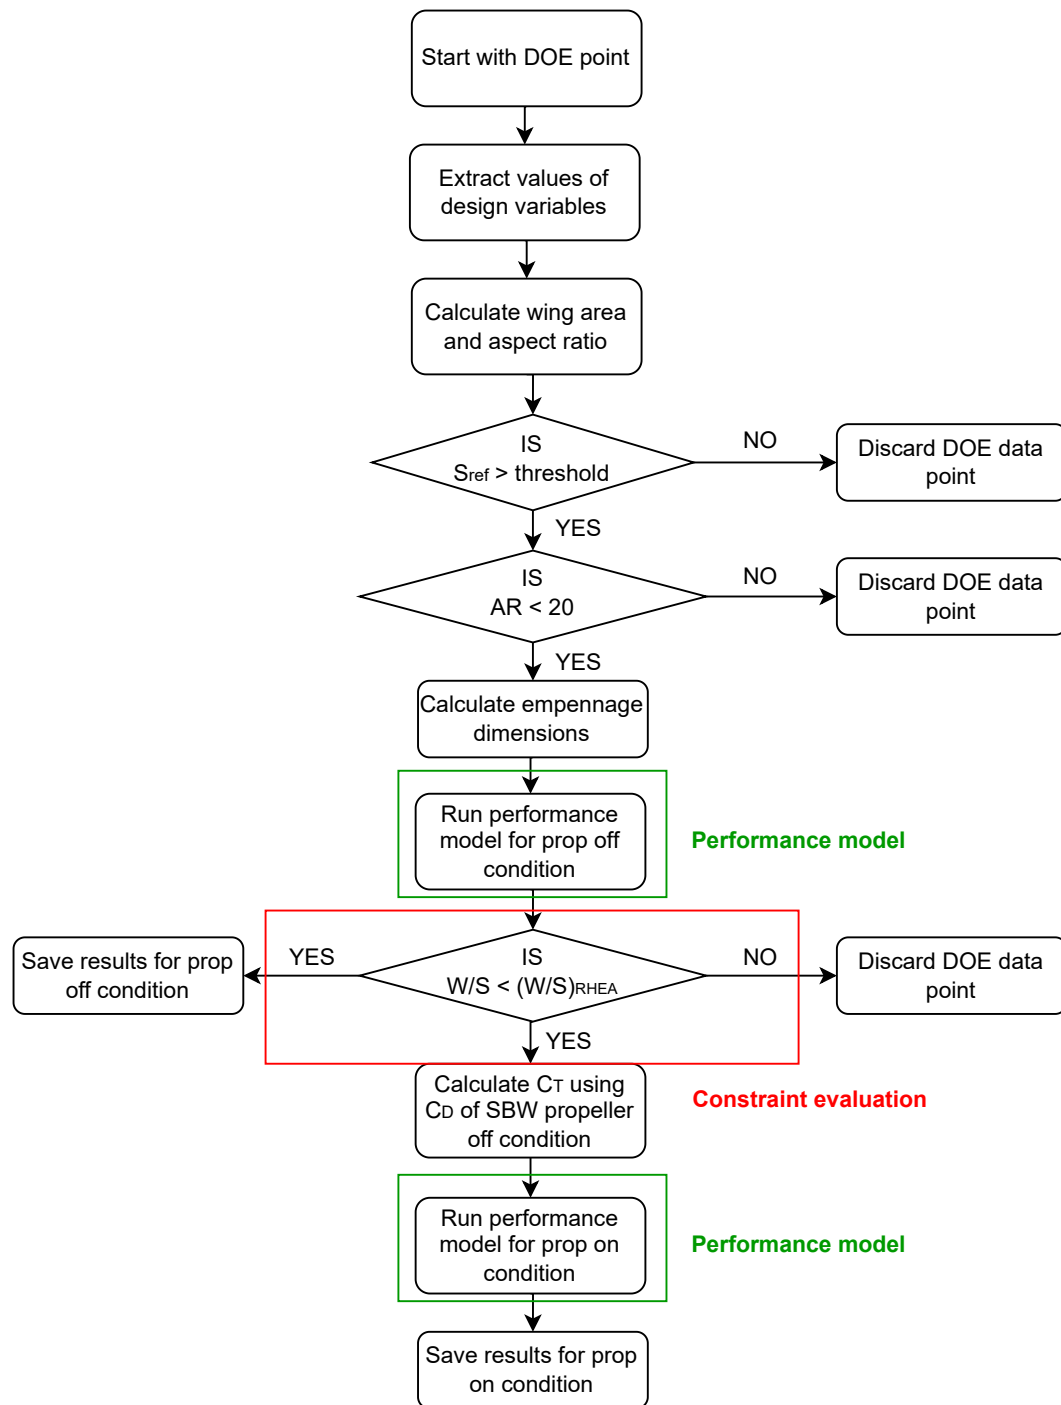 Start with DOE point
Extract values of
design variables
Calculate wing area
and aspect ratio
IS
Sref > threshold
NO
Discard DOE data
point
YES
IS
AR < 20
NO
Discard DOE data
point
YES
Calculate empennage
dimensions
Run performance
model for prop off
condition
Performance model
Save results for prop
off condition
YES
IS
W/S < (W/S)RHEA
NO
Discard DOE data
point
YES
Calculate CT using
CD of SBW propeller
off condition
Constraint evaluation
Run performance
model for prop on
condition
Performance model
Save results for prop
on condition